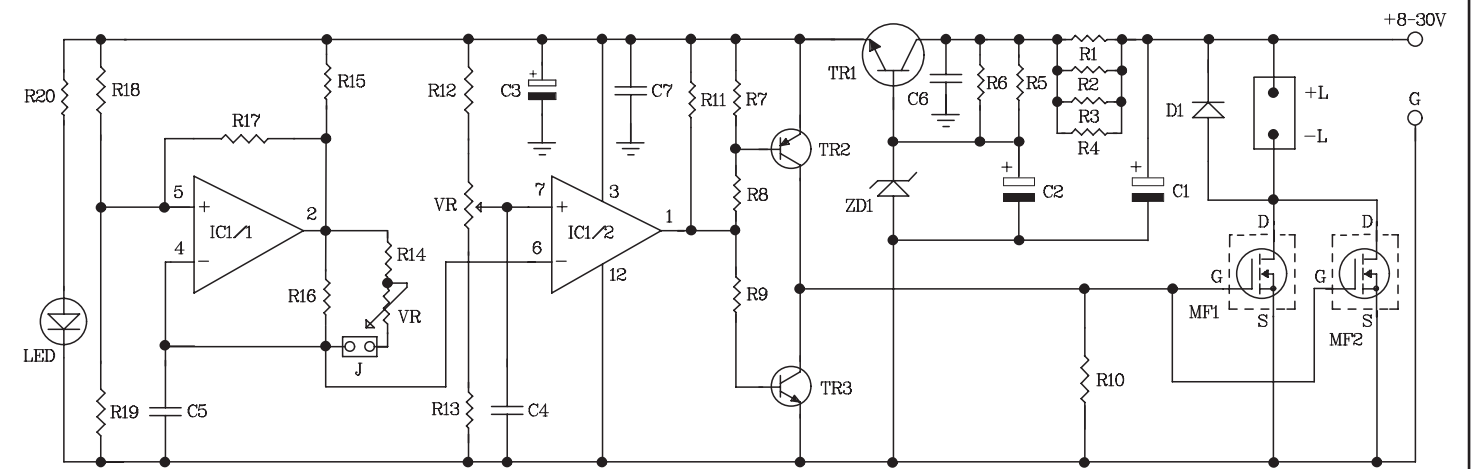 +8-30V
R20
R18
R15
R12
C3
+
C7
R11
R7
TR1
C6
R6
R5
R1
R2
R3
R4
D1
+L
-L
G
R17
TR2
5
+
IC1/1
2
4
-
VR
7
+
3
IC1/2
1
6
-
12
R8
ZD1
+
C2
+
C1
R14
R16
VR
J
R9
D
G
MF1
S
D
G
MF2
S
LED
R19
C5
R13
C4
TR3
R10